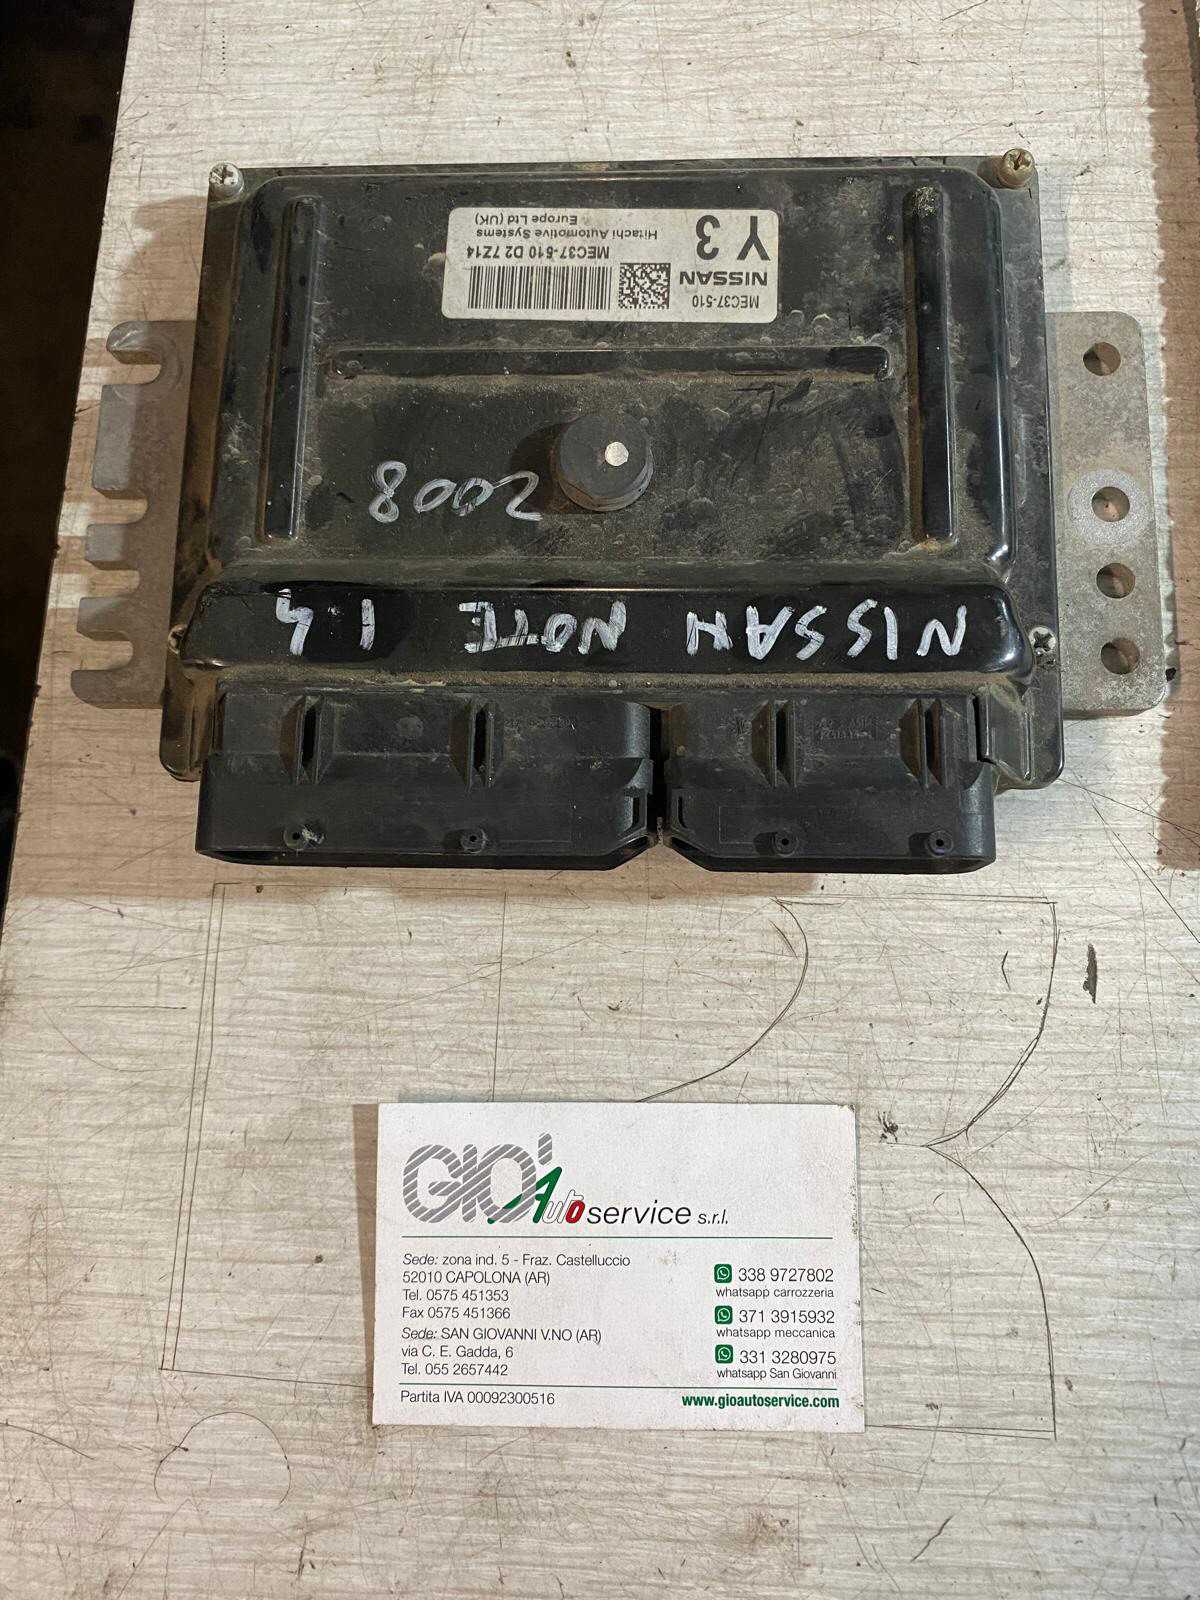 MEC37-510
NISSAN
Y 3
MEC37-510 D2 7Z14
Hitachi Automotive Systems
Europe Ltd (UK)
2008
NISSAN NOTE 1.4
GIO' Autoservice s.r.l.
Sede: zona ind. 5 - Fraz. Castelluccio
52010 CAPOLONA (AR)
Tel. 0575 451353
Fax 0575 451366
Sede: SAN GIOVANNI V.NO (AR)
via C. E. Gadda, 6
Tel. 055 2657442
Partita IVA 00092300516
338 9727802
whatsapp carrozzeria
371 3915932
whatsapp meccanica
331 3280975
whatsapp San Giovanni
www.gioautoservice.com